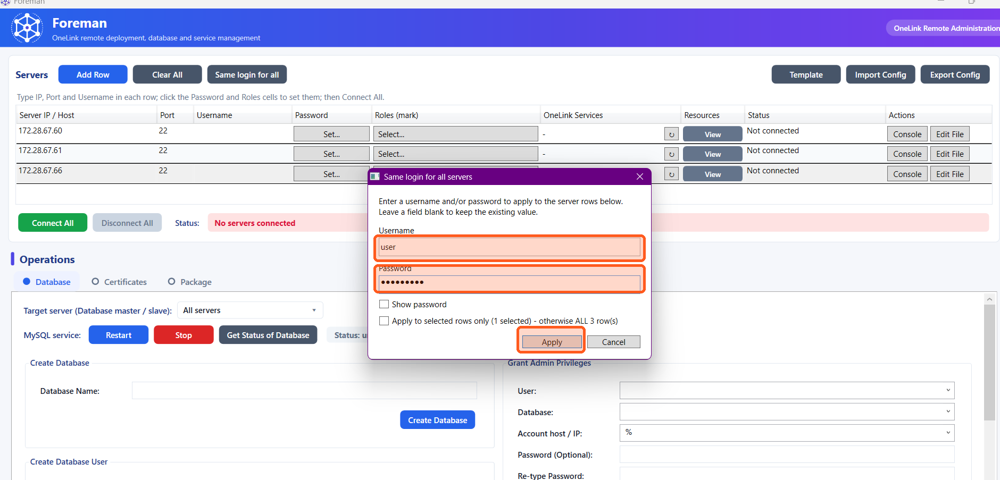 Foreman
Foreman
OneLink remote deployment, database and service management
OneLink Remote Administration
Servers Add Row Clear All Same login for all Template Import Config Export Config
Type IP, Port and Username in each row; click the Password and Roles cells to set them; then Connect All.
Server IP / Host Port Username Password Roles (mark) OneLink Services Resources Status Actions
172.28.67.60 22 Set... Select... - ↻ View Not connected Console Edit File
172.28.67.61 22 Set... Select... - ↻ View Not connected Console Edit File
172.28.67.66 22 Set... ↻ View Not connected Console Edit File
Same login for all servers
Enter a username and/or password to apply to the server rows below.
Leave a field blank to keep the existing value.
Username
user
Password
●●●●●●●●●
Show password
Apply to selected rows only (1 selected) - otherwise ALL 3 row(s)
Apply Cancel
Connect All Disconnect All Status: No servers connected
Operations
Database Certificates Package
Target server (Database master / slave): All servers
MySQL service: Restart Stop Get Status of Database Status:
Create Database
Database Name:
Create Database
Create Database User
Grant Admin Privileges
User:
Database:
Account host / IP: %
Password (Optional):
Re-type Password: